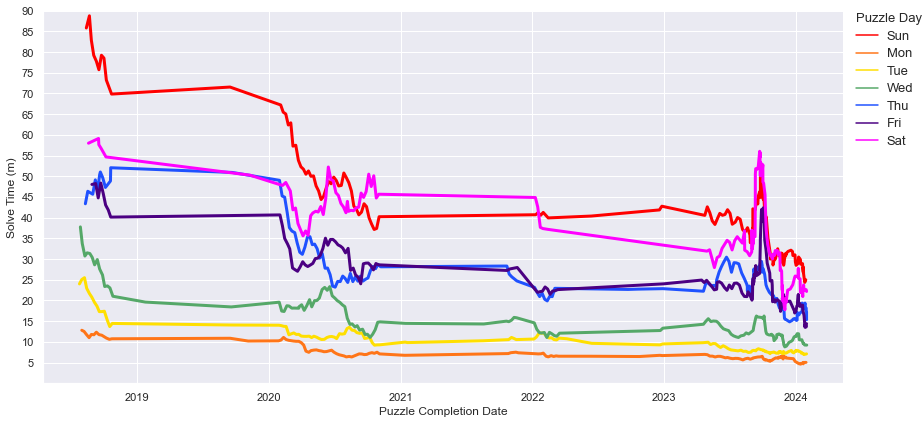 90
85
80
75
70
65
60
55
50
45
40
35
30
25
20
15
10
5
Solve Time (m)
2019 2020 2021 2022 2023 2024
Puzzle Completion Date
Puzzle Day
Sun
Mon
Tue
Wed
Thu
Fri
Sat